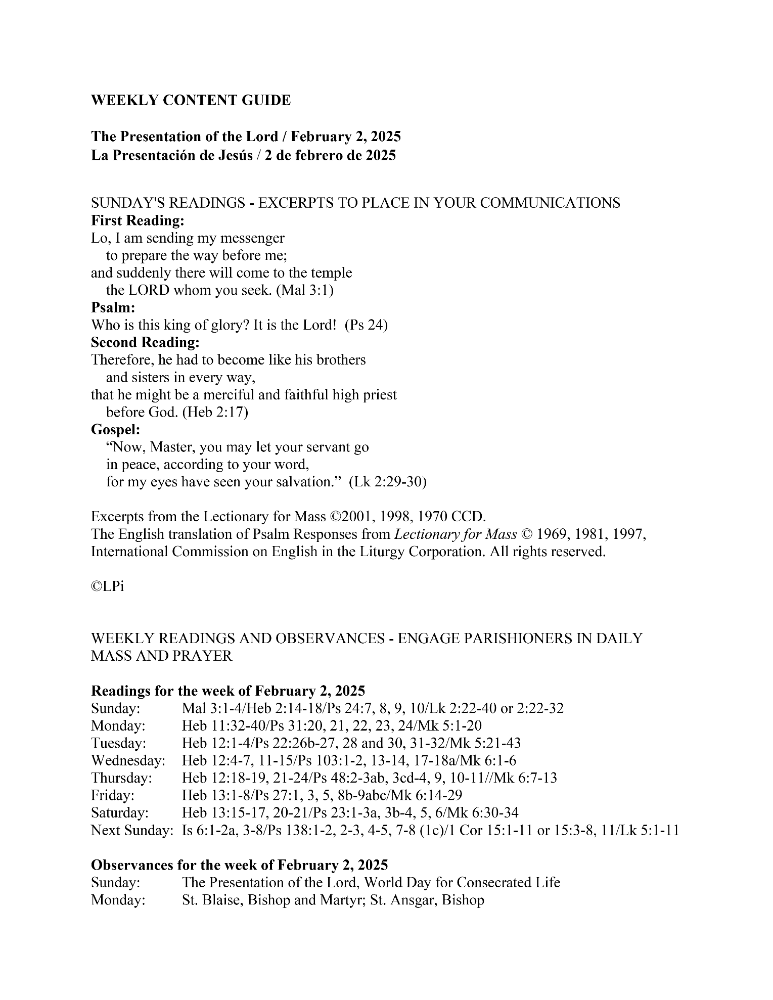 WEEKLY CONTENT GUIDE
The Presentation of the Lord / February 2, 2025
La Presentación de Jesús / 2 de febrero de 2025
SUNDAY'S READINGS - EXCERPTS TO PLACE IN YOUR COMMUNICATIONS
First Reading:
Lo, I am sending my messenger
to prepare the way before me;
and suddenly there will come to the temple
the LORD whom you seek. (Mal 3:1)
Psalm:
Who is this king of glory? It is the Lord!  (Ps 24)
Second Reading:
Therefore, he had to become like his brothers
and sisters in every way,
that he might be a merciful and faithful high priest
before God. (Heb 2:17)
Gospel:
“Now, Master, you may let your servant go
in peace, according to your word,
for my eyes have seen your salvation.”  (Lk 2:29-30)
Excerpts from the Lectionary for Mass ©2001, 1998, 1970 CCD.
The English translation of Psalm Responses from Lectionary for Mass © 1969, 1981, 1997,
International Commission on English in the Liturgy Corporation. All rights reserved.
©LPi
WEEKLY READINGS AND OBSERVANCES - ENGAGE PARISHIONERS IN DAILY
MASS AND PRAYER
Readings for the week of February 2, 2025
Sunday: Mal 3:1-4/Heb 2:14-18/Ps 24:7, 8, 9, 10/Lk 2:22-40 or 2:22-32
Monday: Heb 11:32-40/Ps 31:20, 21, 22, 23, 24/Mk 5:1-20
Tuesday: Heb 12:1-4/Ps 22:26b-27, 28 and 30, 31-32/Mk 5:21-43
Wednesday: Heb 12:4-7, 11-15/Ps 103:1-2, 13-14, 17-18a/Mk 6:1-6
Thursday: Heb 12:18-19, 21-24/Ps 48:2-3ab, 3cd-4, 9, 10-11//Mk 6:7-13
Friday: Heb 13:1-8/Ps 27:1, 3, 5, 8b-9abc/Mk 6:14-29
Saturday: Heb 13:15-17, 20-21/Ps 23:1-3a, 3b-4, 5, 6/Mk 6:30-34
Next Sunday: Is 6:1-2a, 3-8/Ps 138:1-2, 2-3, 4-5, 7-8 (1c)/1 Cor 15:1-11 or 15:3-8, 11/Lk 5:1-11
Observances for the week of February 2, 2025
Sunday: The Presentation of the Lord, World Day for Consecrated Life
Monday: St. Blaise, Bishop and Martyr; St. Ansgar, Bishop